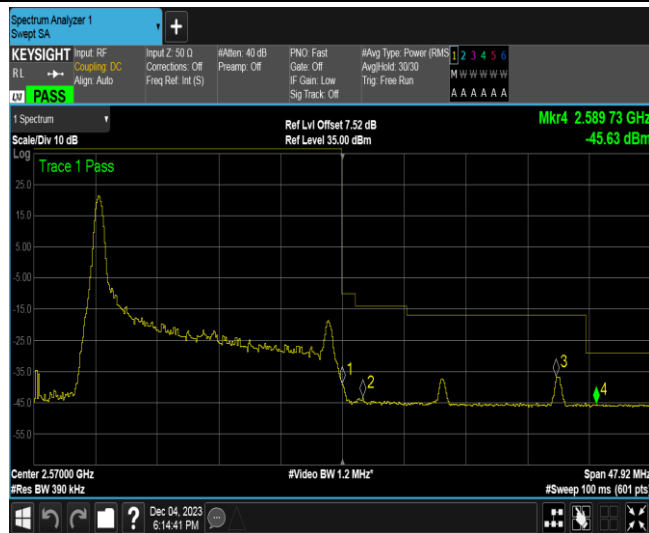 Spectrum Analyzer 1
Swept SA
+
KEYSIGHT Input: RF Input Z: 50 Ω #Atten: 40 dB PNO: Fast #Avg Type: Power (RMS 1 2 3 4 5 6
RL Coupling: DC Corrections: Off Preamp: Off Gate: Off Avg|Hold: 30/30 M W W W W W
Align: Auto Freq Ref: Int (S) IF Gain: Low Trig: Free Run
LXI PASS Sig Track: Off A A A A A A
1 Spectrum Ref Lvl Offset 7.52 dB Mkr4 2.589 73 GHz
Scale/Div 10 dB Ref Level 35.00 dBm -45.63 dBm
Log
Trace 1 Pass
25.0
15.0
5.00
-5.00
-15.0
-25.0
-35.0
-45.0
-55.0
1
2
3
4
Center 2.57000 GHz #Video BW 1.2 MHz* Span 47.92 MHz
#Res BW 390 kHz #Sweep 100 ms (601 pts)
? Dec 04, 2023
6:14:41 PM